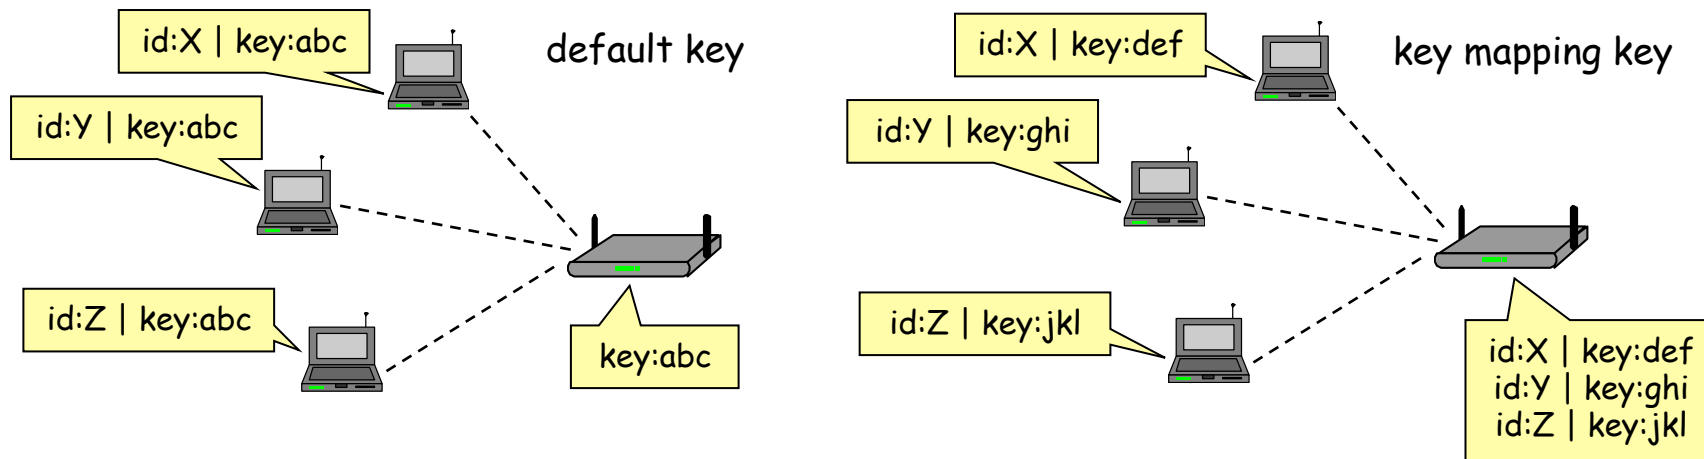 default key
id:X | key:abc
id:Y | key:abc
id:Z | key:abc
key:abc
key mapping key
id:X | key:def
id:Y | key:ghi
id:Z | key:jkl
id:X | key:def
id:Y | key:ghi
id:Z | key:jkl